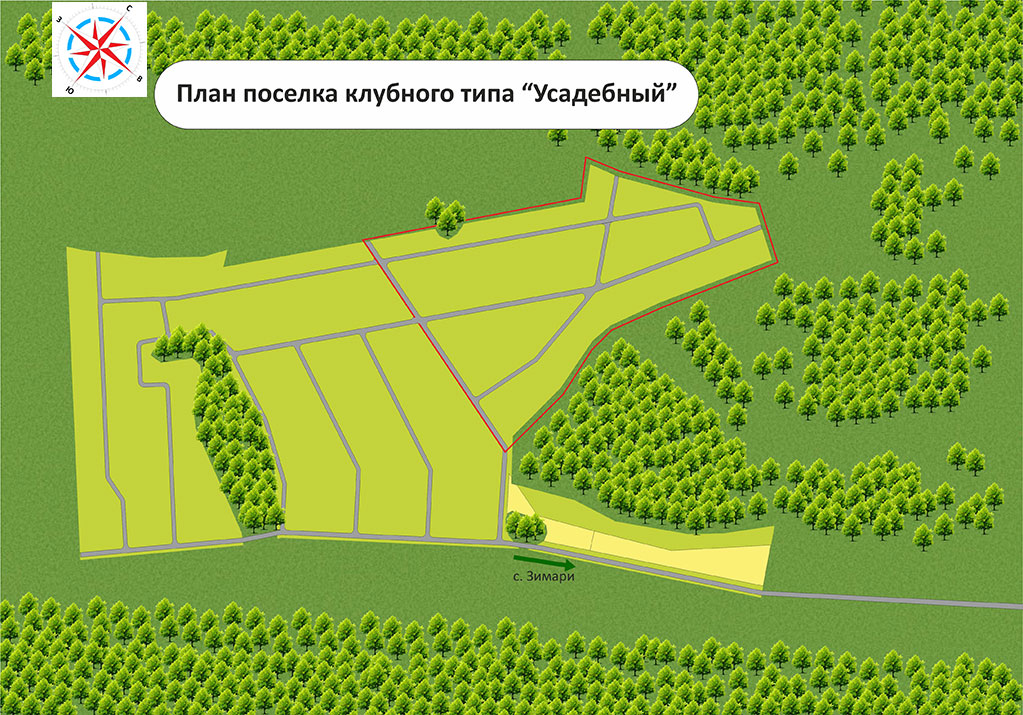 З
С
План поселка клубного типа “Усадебный”
Ю
В
с. Зимари